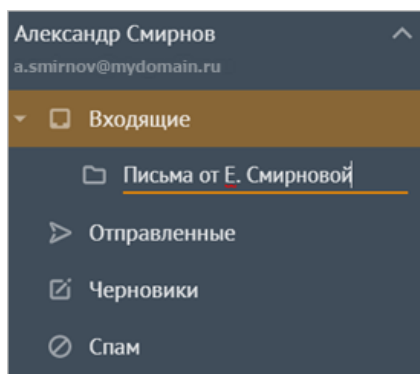 Александр Смирнов
a.smirnov@mydomain.ru
Входящие
Письма от Е. Смирновой
Отправленные
Черновики
Спам